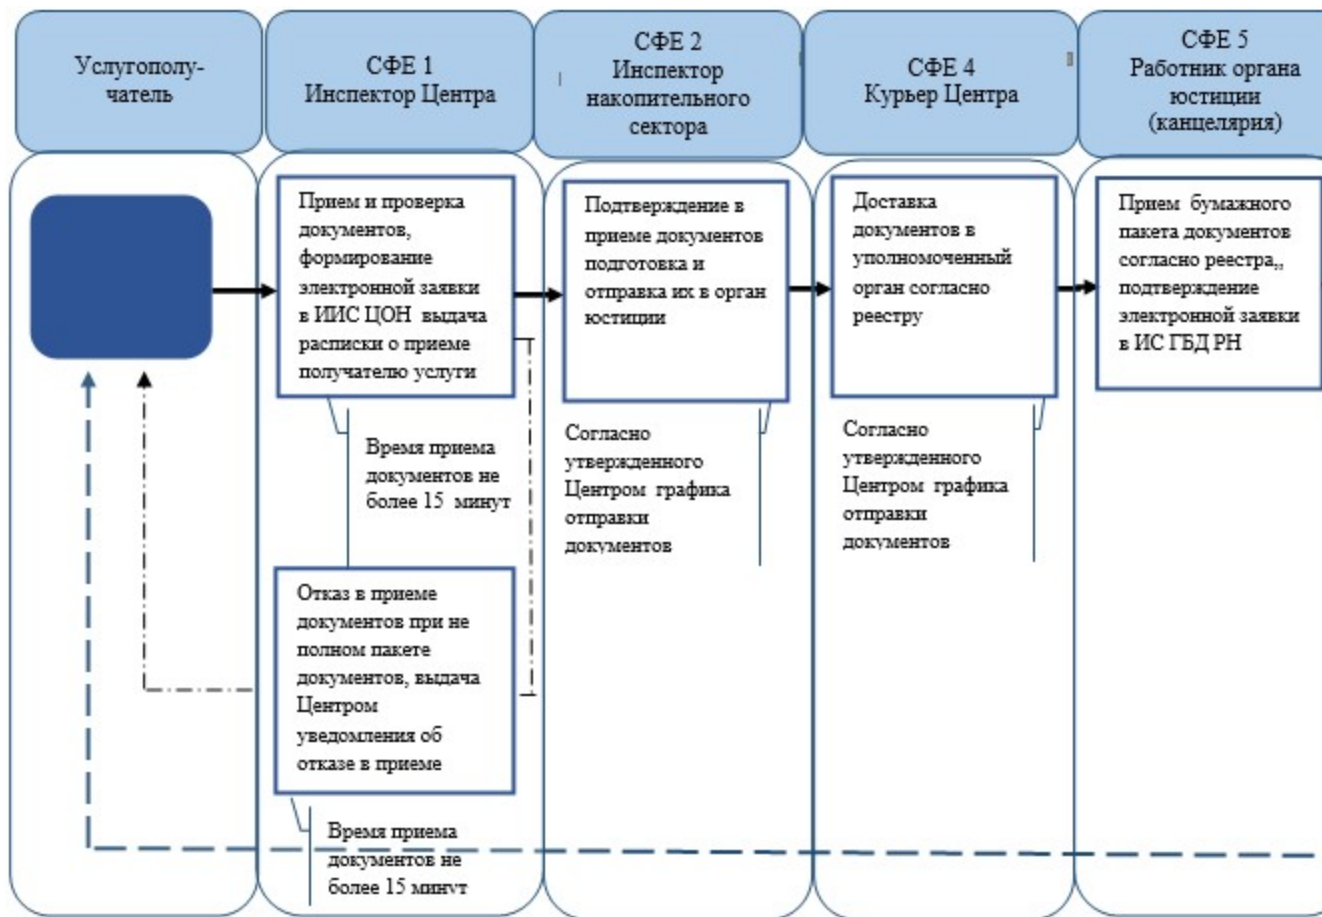 Услугополу-
чатель
СФЕ 1
Инспектор Центра
СФЕ 2
Инспектор
накопительного
сектора
СФЕ 4
Курьер Центра
СФЕ 5
Работник органа
юстиции
(канцелярия)
Прием и проверка
документов,
формирование
электронной заявки
в ИИС ЦОН выдача
расписки о приеме
получателю услуги
Подтверждение в
приеме документов
подготовка и
отправка их в орган
юстиции
Доставка
документов в
уполномоченный
орган согласно
реестру
Прием бумажного
пакета документов
согласно реестра,,
подтверждение
электронной заявки
в ИС ГБД РН
Время приема
документов не
более 15 минут
Согласно
утвержденного
Центром графика
отправки
документов
Согласно
утвержденного
Центром графика
отправки
документов
Отказ в приеме
документов при не
полном пакете
документов, выдача
Центром
уведомления об
отказе в приеме
Время приема
документов не
более 15 минут